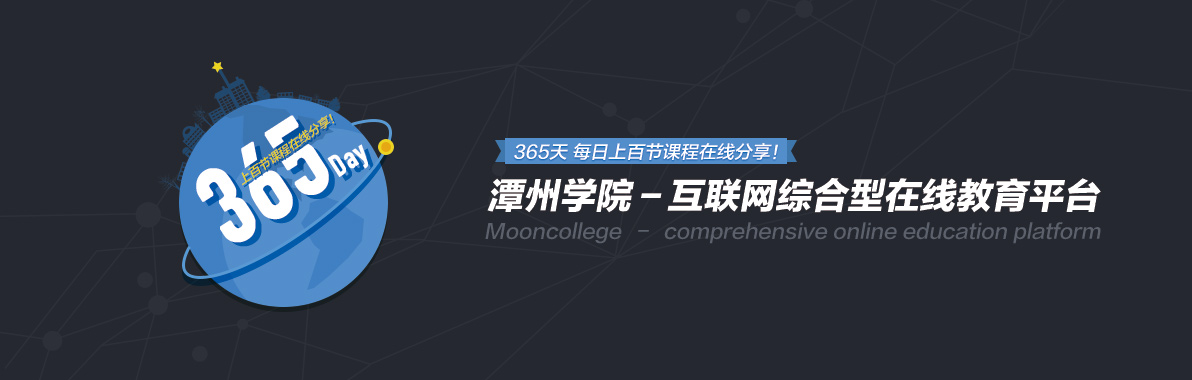 365 Day
上百节课程在线分享!
365天 每日上百节课程在线分享!
潭州学院-互联网综合型在线教育平台
Mooncollege - comprehensive online education platform